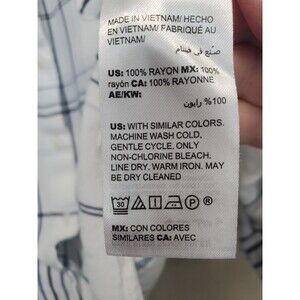 MADE IN VIETNAM/ HECHO
EN VIETNAM/ FABRIQUÉ AU
VIETNAM/
صنع في فيتنام
US: 100% RAYON MX: 100%
rayón CA: 100% RAYONNE
AE/KW:
%100 رايون
US: WITH SIMILAR COLORS.
MACHINE WASH COLD,
GENTLE CYCLE. ONLY
NON-CHLORINE BLEACH.
LINE DRY. WARM IRON. MAY
BE DRY CLEANED
30 P ®
MX: CON COLORES
SIMILARES CA: AVEC